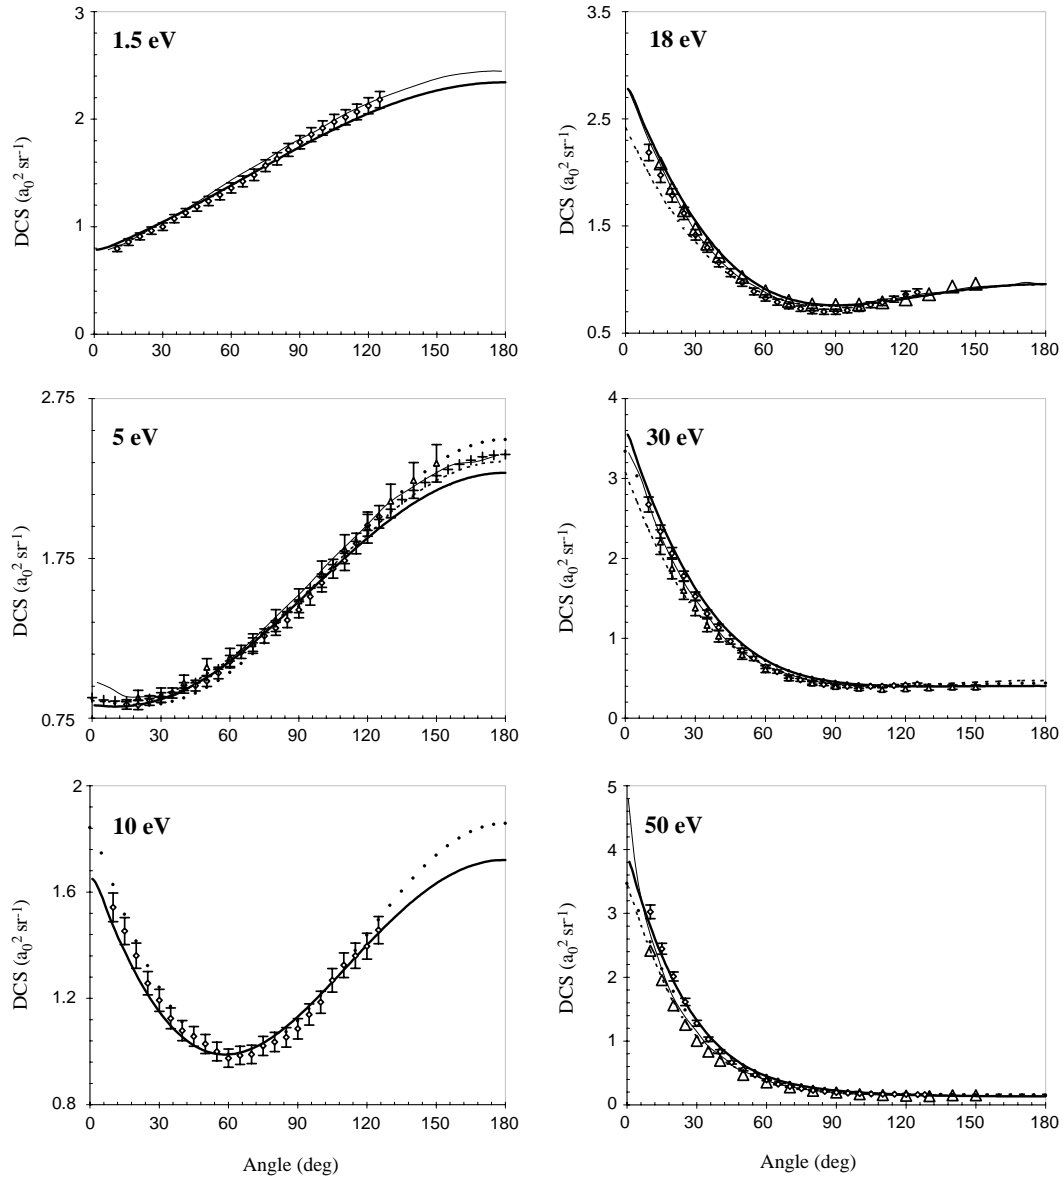 1.5 eV
3
2
1
0
DCS (a₀² sr⁻¹)
0 30 60 90 120 150 180
18 eV
3.5
2.5
1.5
0.5
DCS (a₀² sr⁻¹)
0 30 60 90 120 150 180
5 eV
2.75
1.75
0.75
DCS (a₀² sr⁻¹)
0 30 60 90 120 150 180
30 eV
4
3
2
1
0
DCS (a₀² sr⁻¹)
0 30 60 90 120 150 180
10 eV
2
1.6
1.2
0.8
DCS (a₀² sr⁻¹)
0 30 60 90 120 150 180
Angle (deg)
50 eV
5
4
3
2
1
0
DCS (a₀² sr⁻¹)
0 30 60 90 120 150 180
Angle (deg)